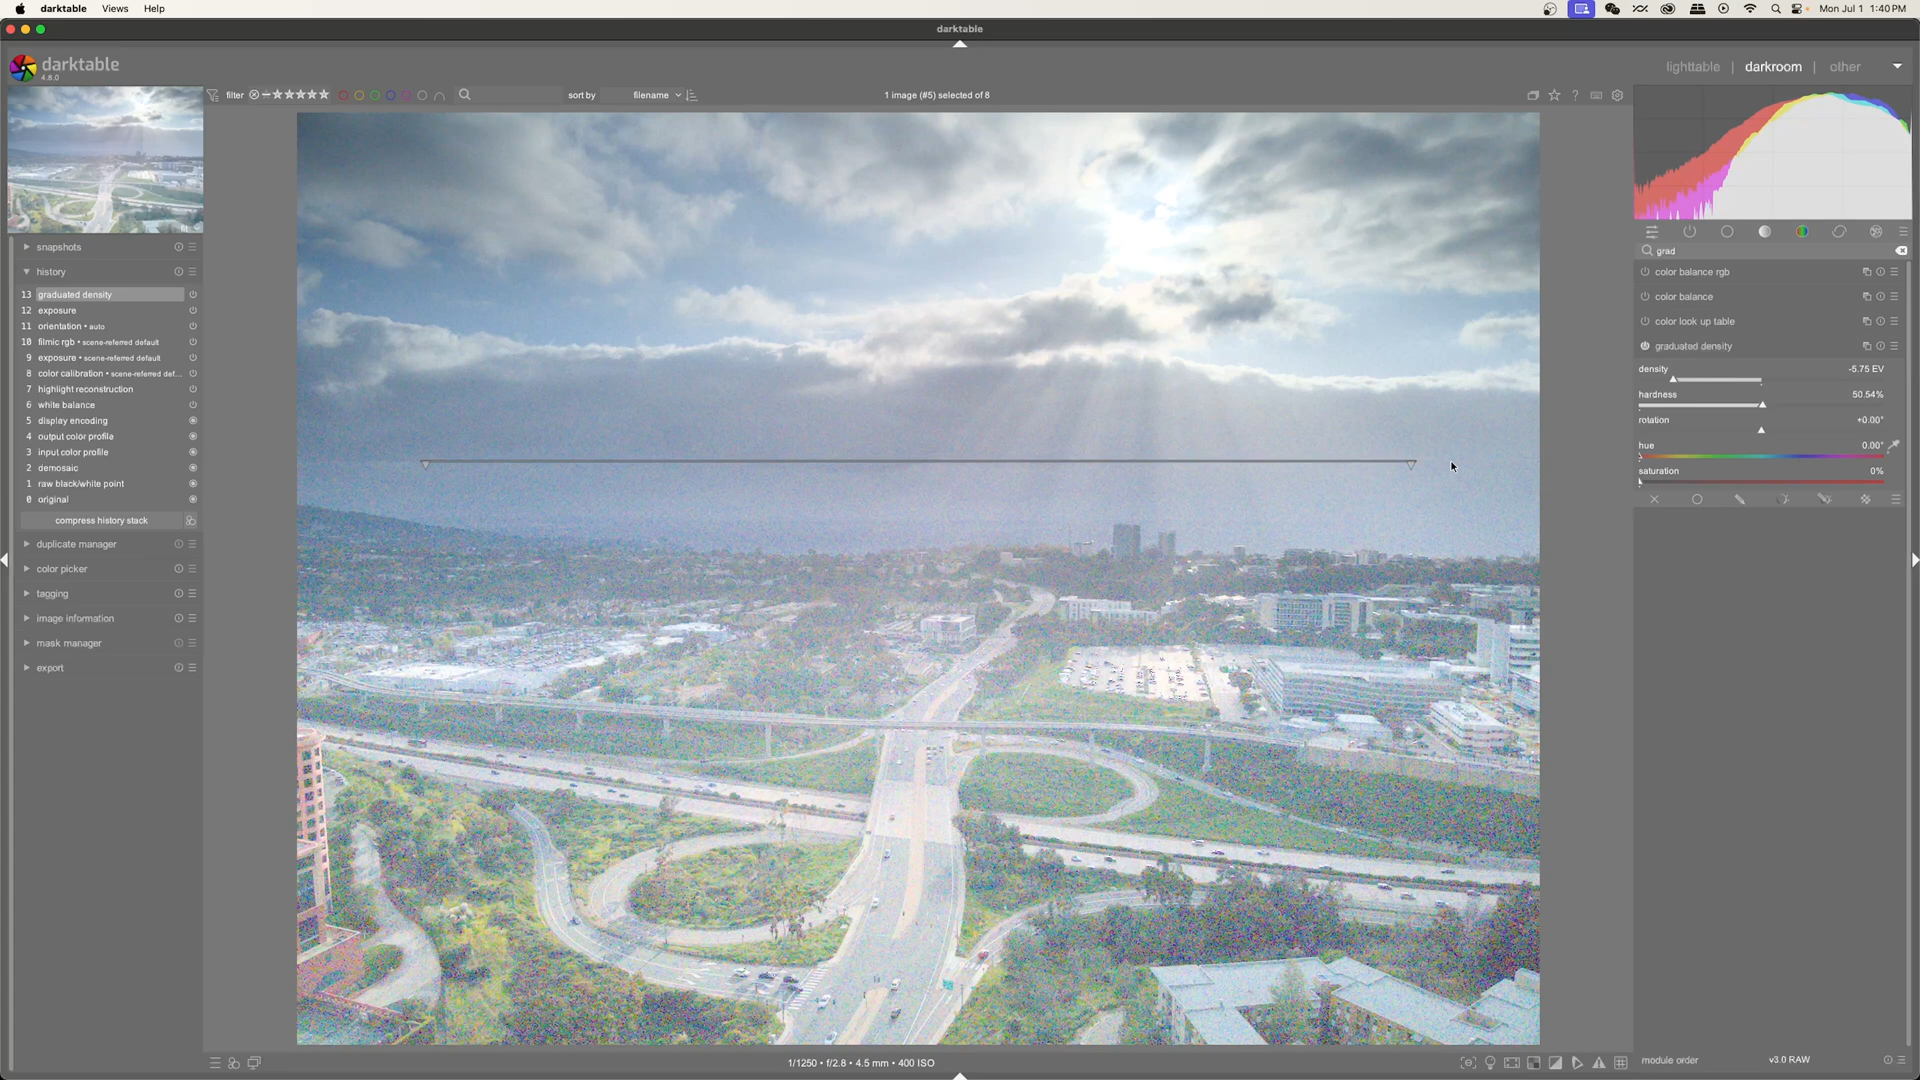 darktable Views Help
Mon Jul 1 1:40 PM
darktable
darktable
4.8.0
lighttable | darkroom | other
filter
sort by filename
1 image (#5) selected of 8
fit
snapshots
history
13 graduated density
12 exposure
11 orientation • auto
10 filmic rgb • scene-referred default
9 exposure • scene-referred default
8 color calibration • scene-referred def...
7 highlight reconstruction
6 white balance
5 display encoding
4 output color profile
3 input color profile
2 demosaic
1 raw black/white point
0 original
compress history stack
duplicate manager
color picker
tagging
image information
mask manager
export
grad
color balance rgb
color balance
color look up table
graduated density
density -5.75 EV
hardness 50.54%
rotation +0.00°
hue 0.00°
saturation 0%
1/1250 • f/2.8 • 4.5 mm • 400 ISO
module order v3.0 RAW